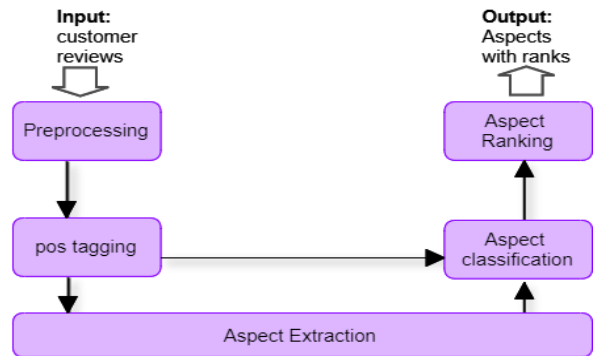 Input:
customer
reviews
Output:
Aspects
with ranks
Preprocessing
Aspect
Ranking
pos tagging
Aspect
classification
Aspect Extraction